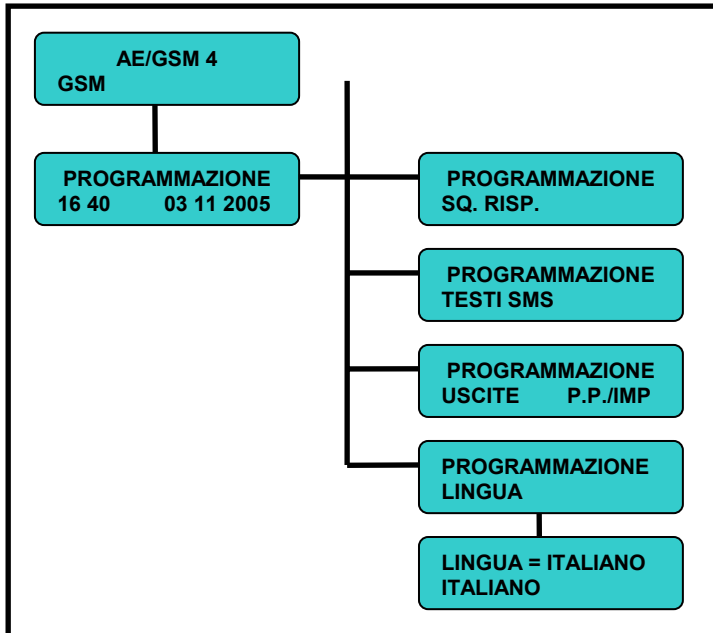 AE/GSM 4
GSM
PROGRAMMAZIONE
16 40 03 11 2005
PROGRAMMAZIONE
SQ. RISP.
PROGRAMMAZIONE
TESTI SMS
PROGRAMMAZIONE
USCITE P.P./IMP
PROGRAMMAZIONE
LINGUA
LINGUA = ITALIANO
ITALIANO